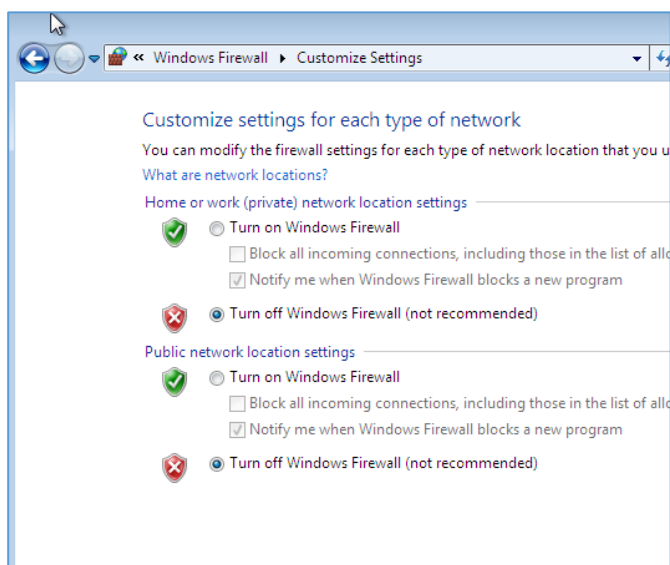 « Windows Firewall ▸ Customize Settings
Customize settings for each type of network
You can modify the firewall settings for each type of network location that you u
What are network locations?
Home or work (private) network location settings
Turn on Windows Firewall
Block all incoming connections, including those in the list of allo
Notify me when Windows Firewall blocks a new program
Turn off Windows Firewall (not recommended)
Public network location settings
Turn on Windows Firewall
Block all incoming connections, including those in the list of allo
Notify me when Windows Firewall blocks a new program
Turn off Windows Firewall (not recommended)